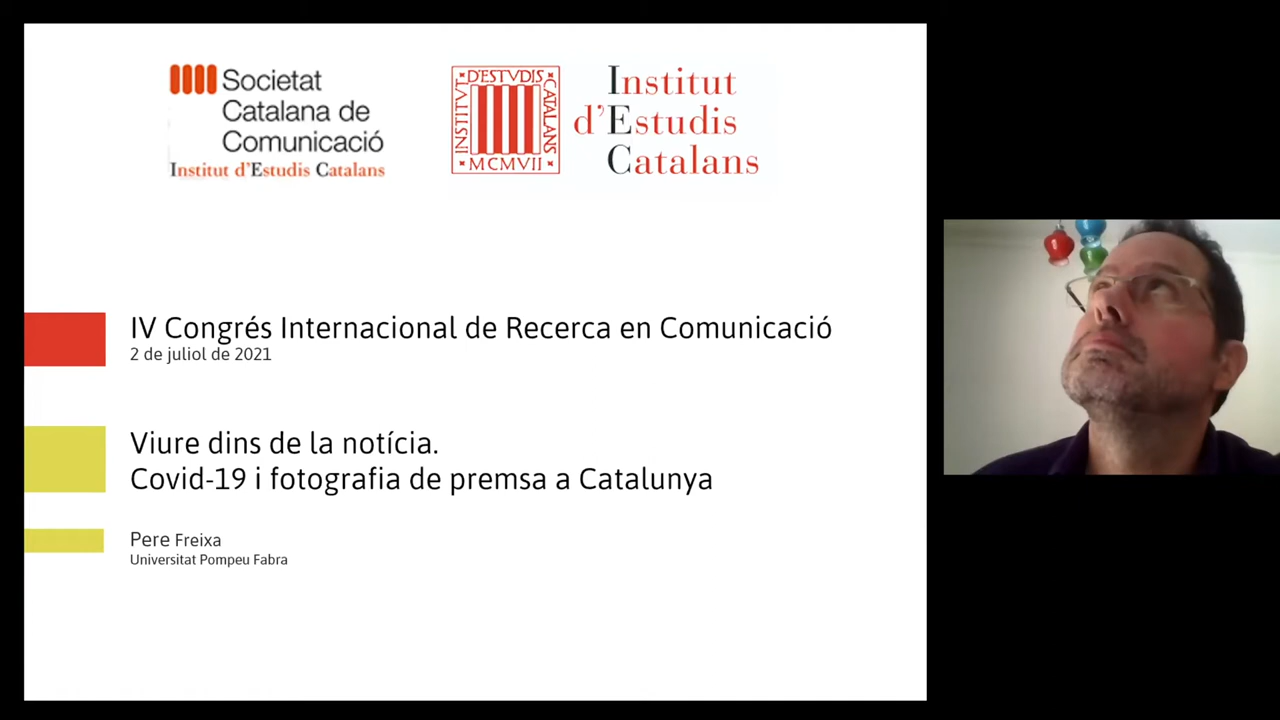 Societat
Catalana de
Comunicació
Institut d'Estudis Catalans
INSTITVT
D'ESTVDIS
CATALANS
MCMVII
Institut
d'Estudis
Catalans
IV Congrés Internacional de Recerca en Comunicació
2 de juliol de 2021
Viure dins de la notícia.
Covid-19 i fotografia de premsa a Catalunya
Pere Freixa
Universitat Pompeu Fabra